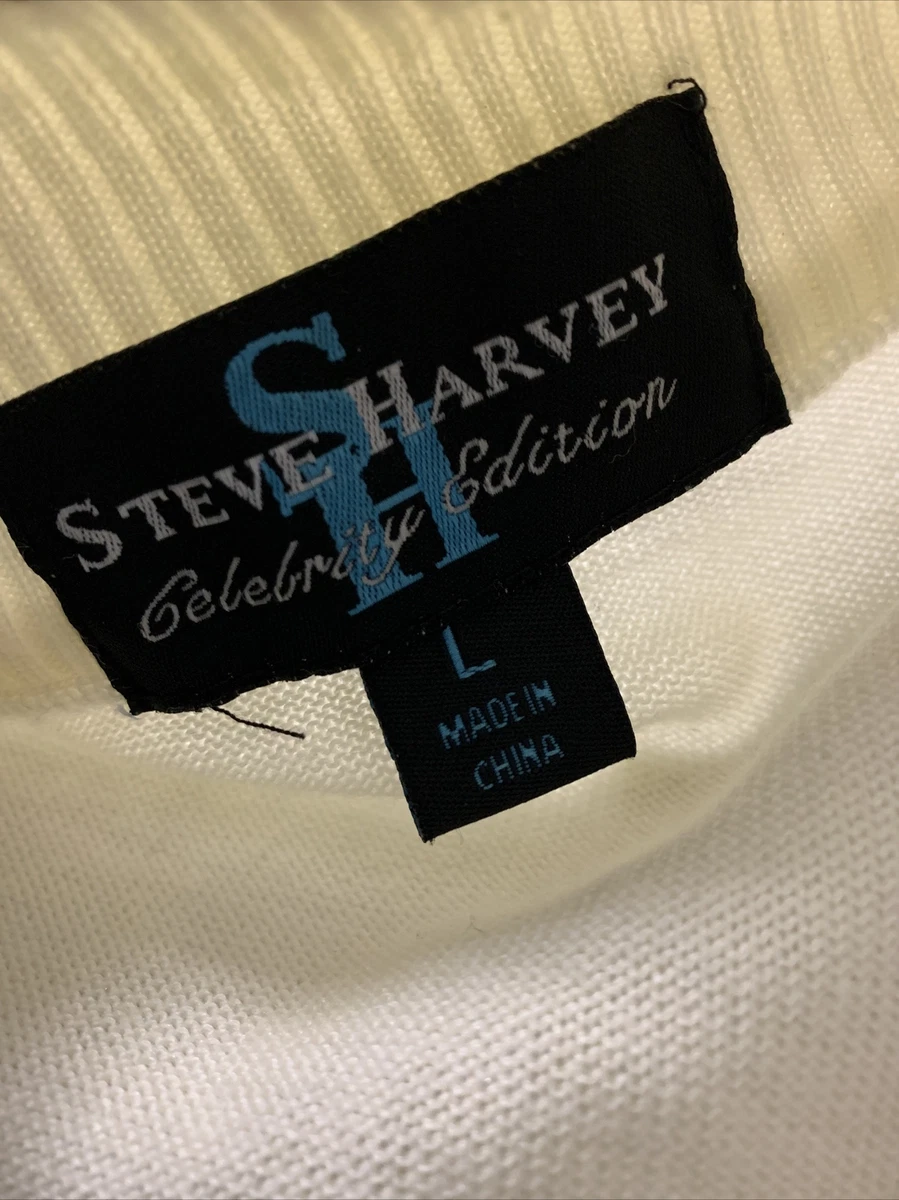 SH
STEVE HARVEY
Celebrity Edition
L
MADE IN
CHINA